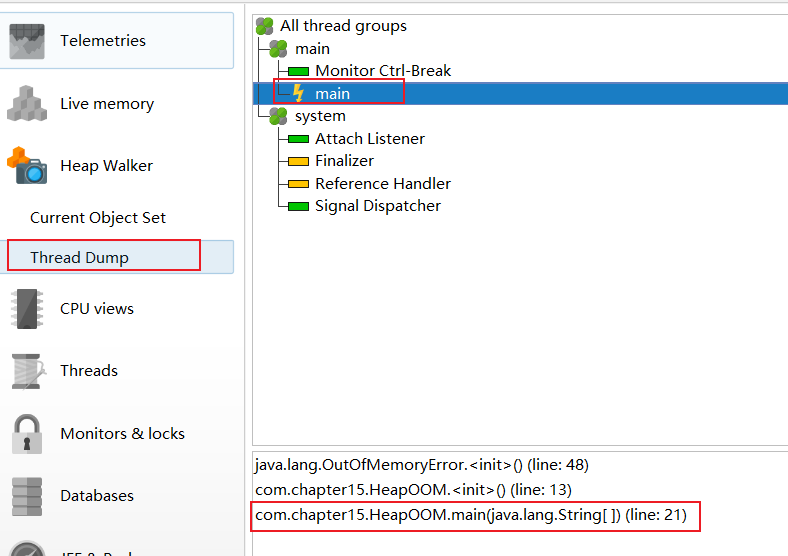 Telemetries
Live memory
Heap Walker
Current Object Set
Thread Dump
CPU views
Threads
Monitors & locks
Databases
All thread groups
main
Monitor Ctrl-Break
main
system
Attach Listener
Finalizer
Reference Handler
Signal Dispatcher
java.lang.OutOfMemoryError.<init>() (line: 48)
com.chapter15.HeapOOM.<init>() (line: 13)
com.chapter15.HeapOOM.main(java.lang.String[ ]) (line: 21)